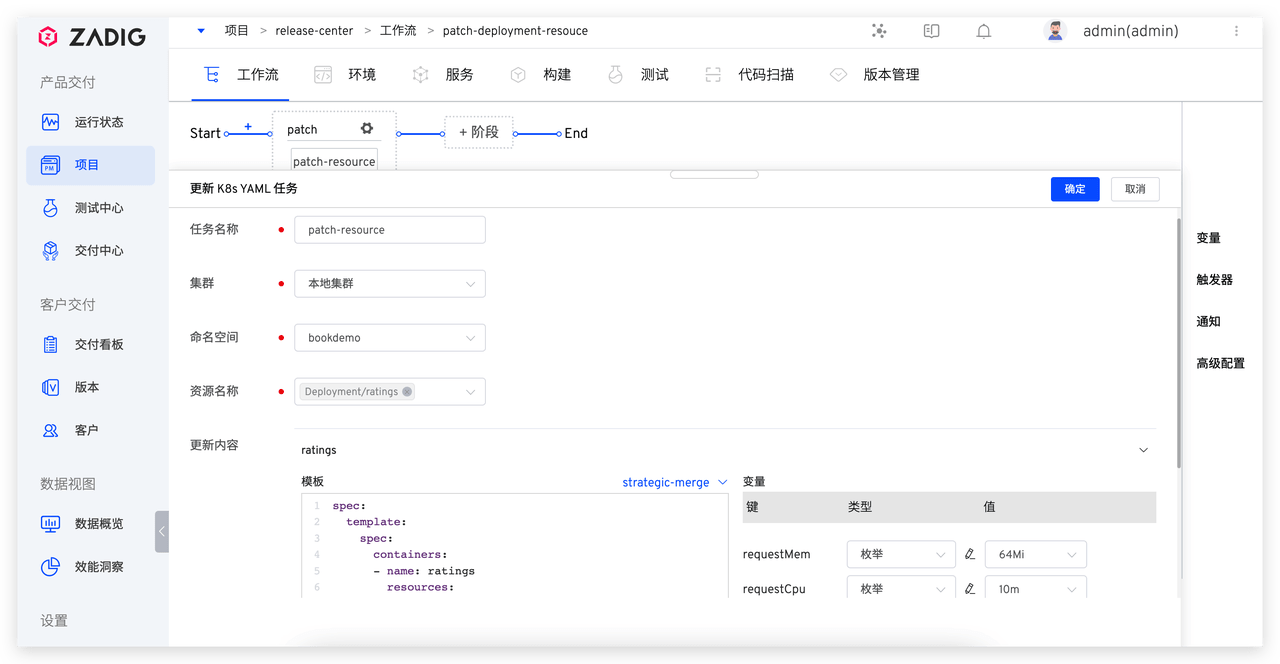 ZADIG
项目 > release-center > 工作流 > patch-deployment-resouce
admin(admin)
产品交付
运行状态
项目
测试中心
交付中心
客户交付
交付看板
版本
客户
数据视图
数据概览
效能洞察
设置
工作流 环境 服务 构建 测试 代码扫描 版本管理
Start + patch + 阶段 End
patch-resource
更新 K8s YAML 任务 确定 取消
任务名称 patch-resource
集群 本地集群
命名空间 bookdemo
资源名称 Deployment/ratings
更新内容 ratings
模板 strategic-merge
1 spec:
2 template:
3 spec:
4 containers:
5 - name: ratings
6 resources:
变量
键 类型 值
requestMem 枚举 64Mi
requestCpu 枚举 10m
变量
触发器
通知
高级配置